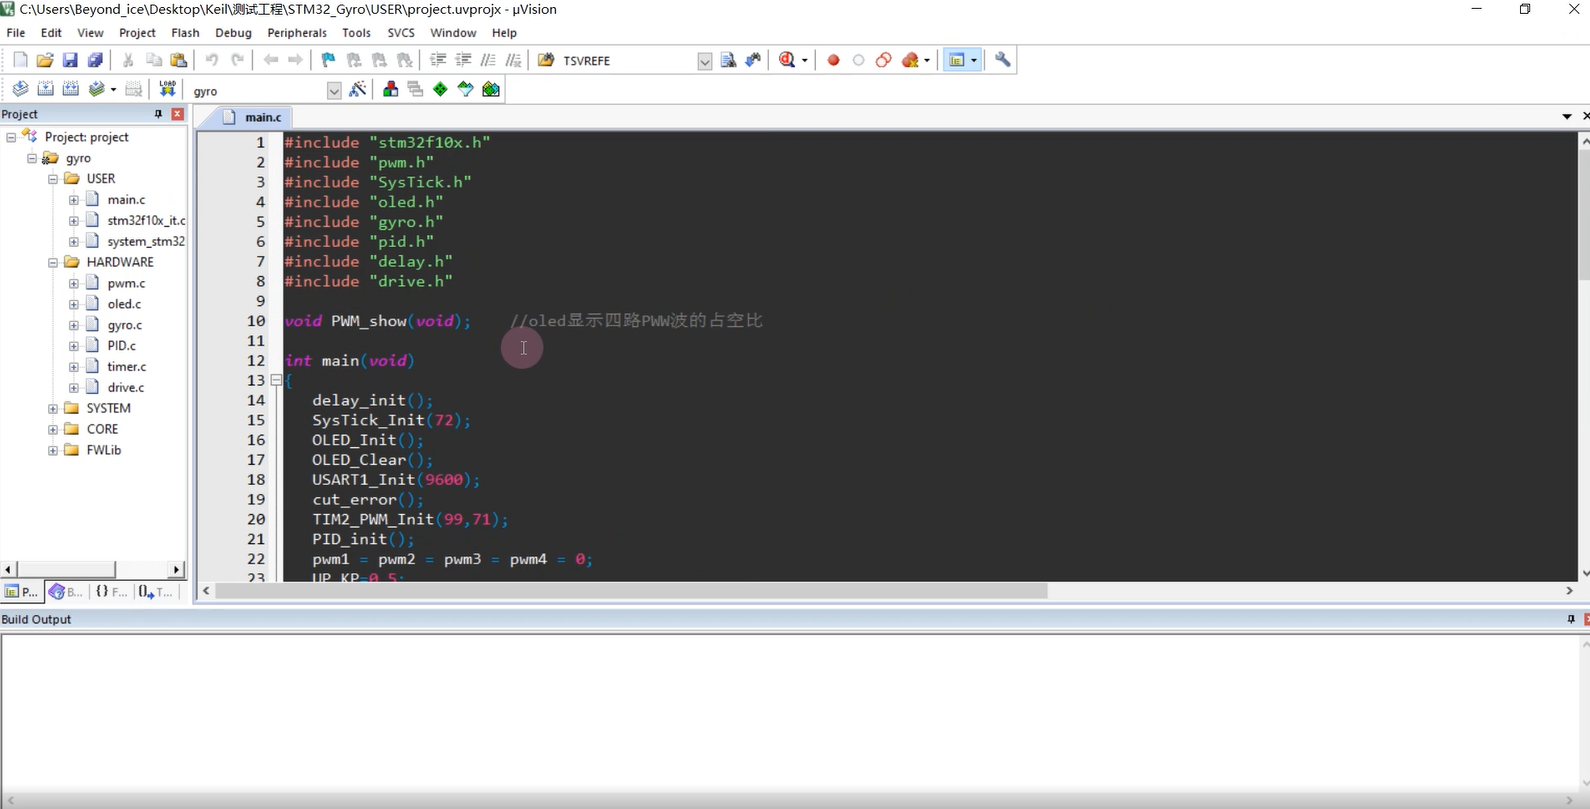 C:\Users\Beyond_ice\Desktop\Keil\测试工程\STM32_Gyro\USER\project.uvprojx - µVision
File Edit View Project Flash Debug Peripherals Tools SVCS Window Help
TSVREFE
LOAD gyro
Project
main.c
Project: project
gyro
USER
main.c
stm32f10x_it.c
system_stm32
HARDWARE
pwm.c
oled.c
gyro.c
PID.c
timer.c
drive.c
SYSTEM
CORE
FWLib
P... B... {} F... 0 T...
1 #include "stm32f10x.h"
2 #include "pwm.h"
3 #include "SysTick.h"
4 #include "oled.h"
5 #include "gyro.h"
6 #include "pid.h"
7 #include "delay.h"
8 #include "drive.h"
9
10 void PWM_show(void); //oled显示四路PWW波的占空比
11
12 int main(void)
13 {
14 delay_init();
15 SysTick_Init(72);
16 OLED_Init();
17 OLED_Clear();
18 USART1_Init(9600);
19 cut_error();
20 TIM2_PWM_Init(99,71);
21 PID_init();
22 pwm1 = pwm2 = pwm3 = pwm4 = 0;
23 UP_KP=0.5;
Build Output